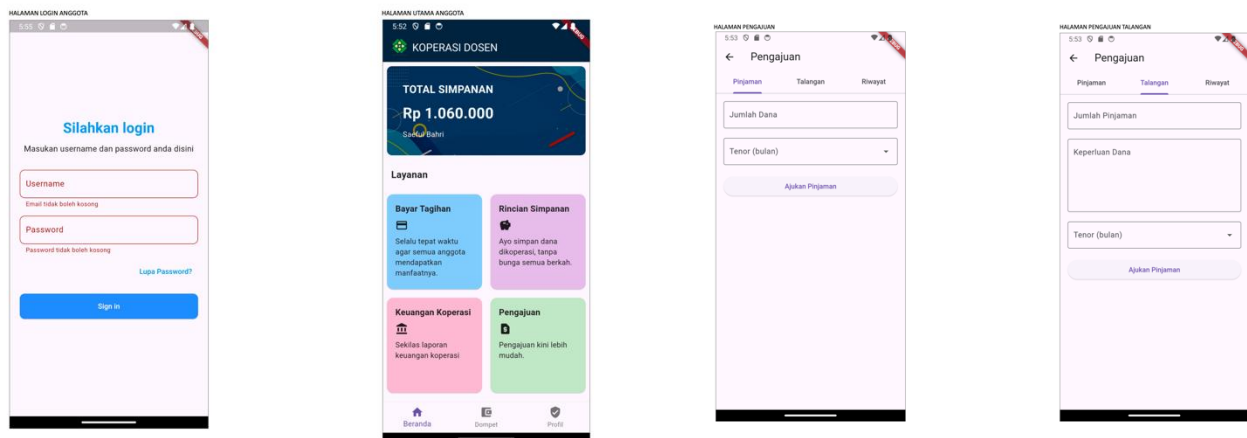 HALAMAN LOGIN ANGGOTA
5:55
Silahkan login
Masukan username dan password anda disini
Username
Email tidak boleh kosong
Password
Password tidak boleh kosong
Lupa Password?
Sign in
HALAMAN UTAMA ANGGOTA
5:52
KOPERASI DOSEN
TOTAL SIMPANAN
Rp 1.060.000
Saeful Bahri
Layanan
Bayar Tagihan
Selalu tepat waktu
agar semua anggota
mendapatkan
manfaatnya.
Rincian Simpanan
Ayo simpan dana
dikoperasi, tanpa
bunga semua berkah.
Keuangan Koperasi
Sekilas laporan
keuangan koperasi
Pengajuan
Pengajuan kini lebih
mudah.
Beranda Dompet Profil
HALAMAN PENGAJUAN
5:53
Pengajuan
Pinjaman Talangan Riwayat
Jumlah Dana
Tenor (bulan)
Ajukan Pinjaman
HALAMAN PENGAJUAN TALANGAN
5:53
Pengajuan
Pinjaman Talangan Riwayat
Jumlah Pinjaman
Keperluan Dana
Tenor (bulan)
Ajukan Pinjaman